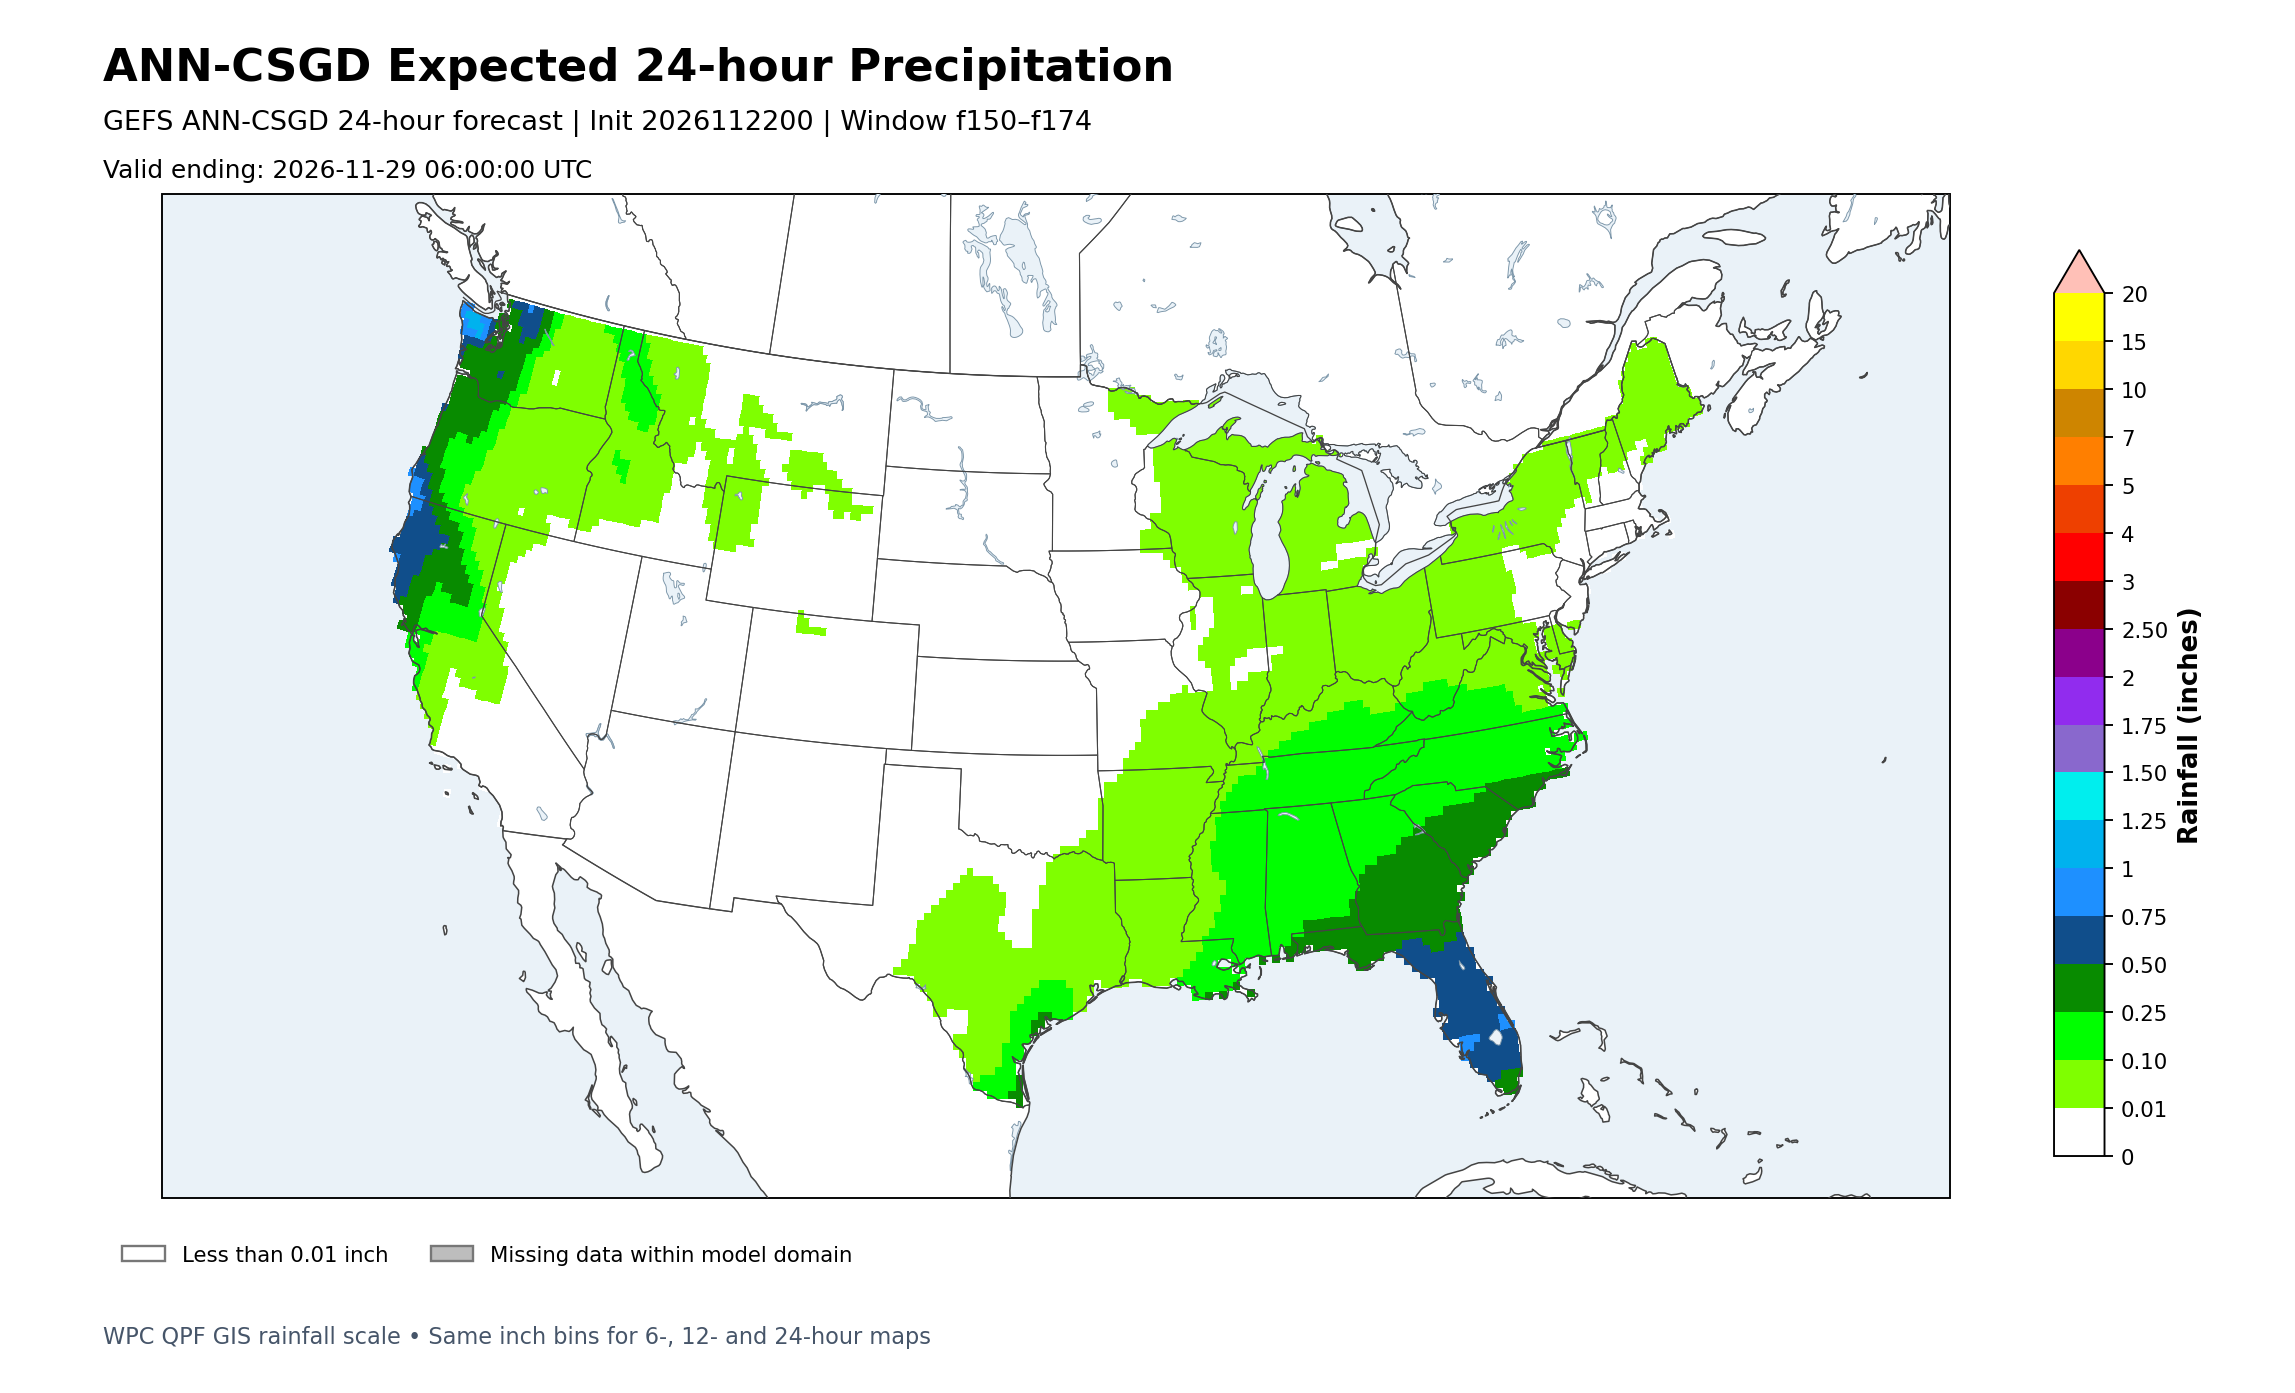 ANN-CSGD Expected 24-hour Precipitation
GEFS ANN-CSGD 24-hour forecast | Init 2026112200 | Window f150–f174
Valid ending: 2026-11-29 06:00:00 UTC
20
15
10
7
5
4
3
2.50
2
1.75
1.50
1.25
1
0.75
0.50
0.25
0.10
0.01
0
Rainfall (inches)
Less than 0.01 inch
Missing data within model domain
WPC QPF GIS rainfall scale • Same inch bins for 6-, 12- and 24-hour maps